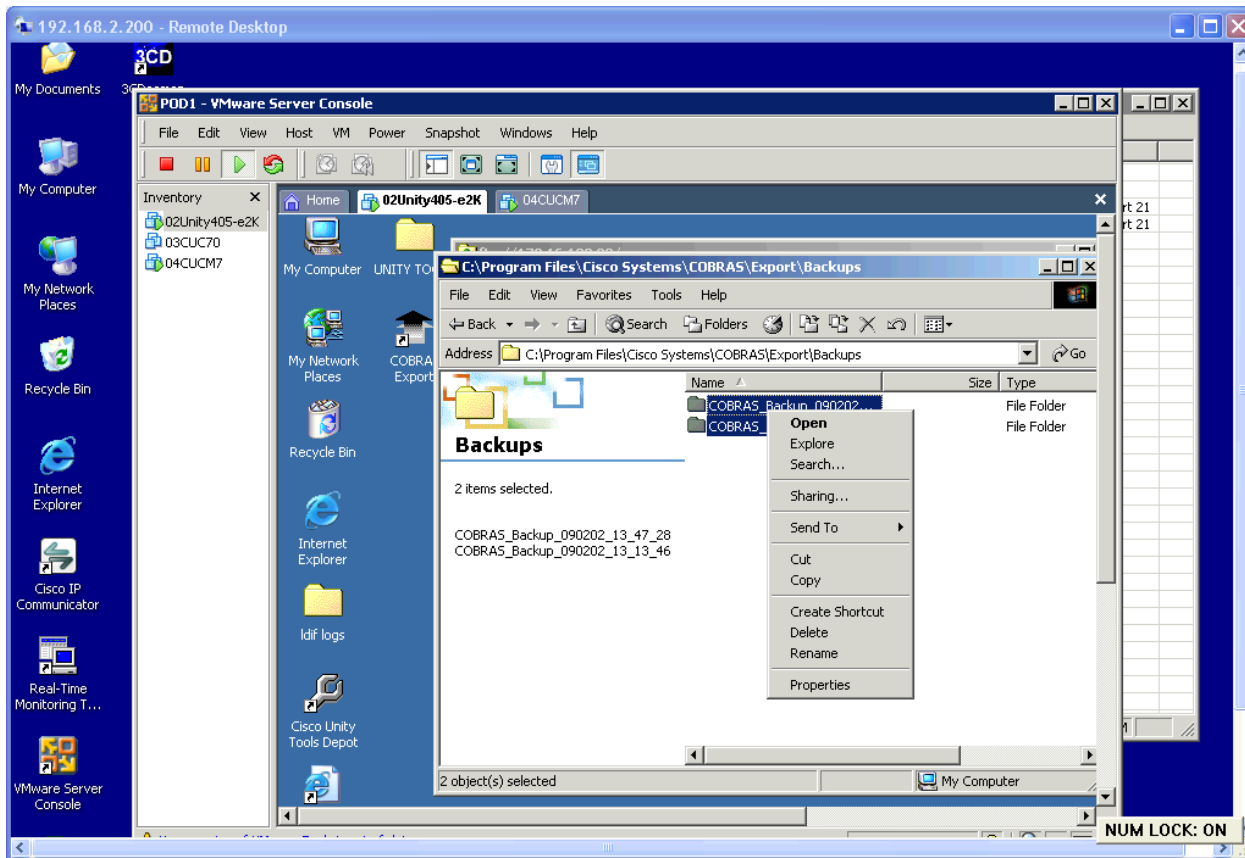 192.168.2.200 - Remote Desktop
My Documents
3CD
POD1 - VMware Server Console
File Edit View Host VM Power Snapshot Windows Help
My Computer
My Network
Places
Recycle Bin
Internet
Explorer
Cisco IP
Communicator
Real-Time
Monitoring T...
VMware Server
Console
Inventory X
02Unity405-e2K
03CUC70
04CUCM7
Home
02Unity405-e2K
04CUCM7
rt 21
rt 21
My Computer
UNITY TO
My Network
Places
COBRA
Export
Recycle Bin
Internet
Explorer
ldif logs
Cisco Unity
Tools Depot
C:\Program Files\Cisco Systems\COBRAS\Export\Backups
File Edit View Favorites Tools Help
Back Search Folders
Address C:\Program Files\Cisco Systems\COBRAS\Export\Backups Go
Name Size Type
COBRAS_Backup_090202... File Folder
COBRAS_ File Folder
Backups
2 items selected.
COBRAS_Backup_090202_13_47_28
COBRAS_Backup_090202_13_13_46
Open
Explore
Search...
Sharing...
Send To
Cut
Copy
Create Shortcut
Delete
Rename
Properties
2 object(s) selected
My Computer
NUM LOCK: ON